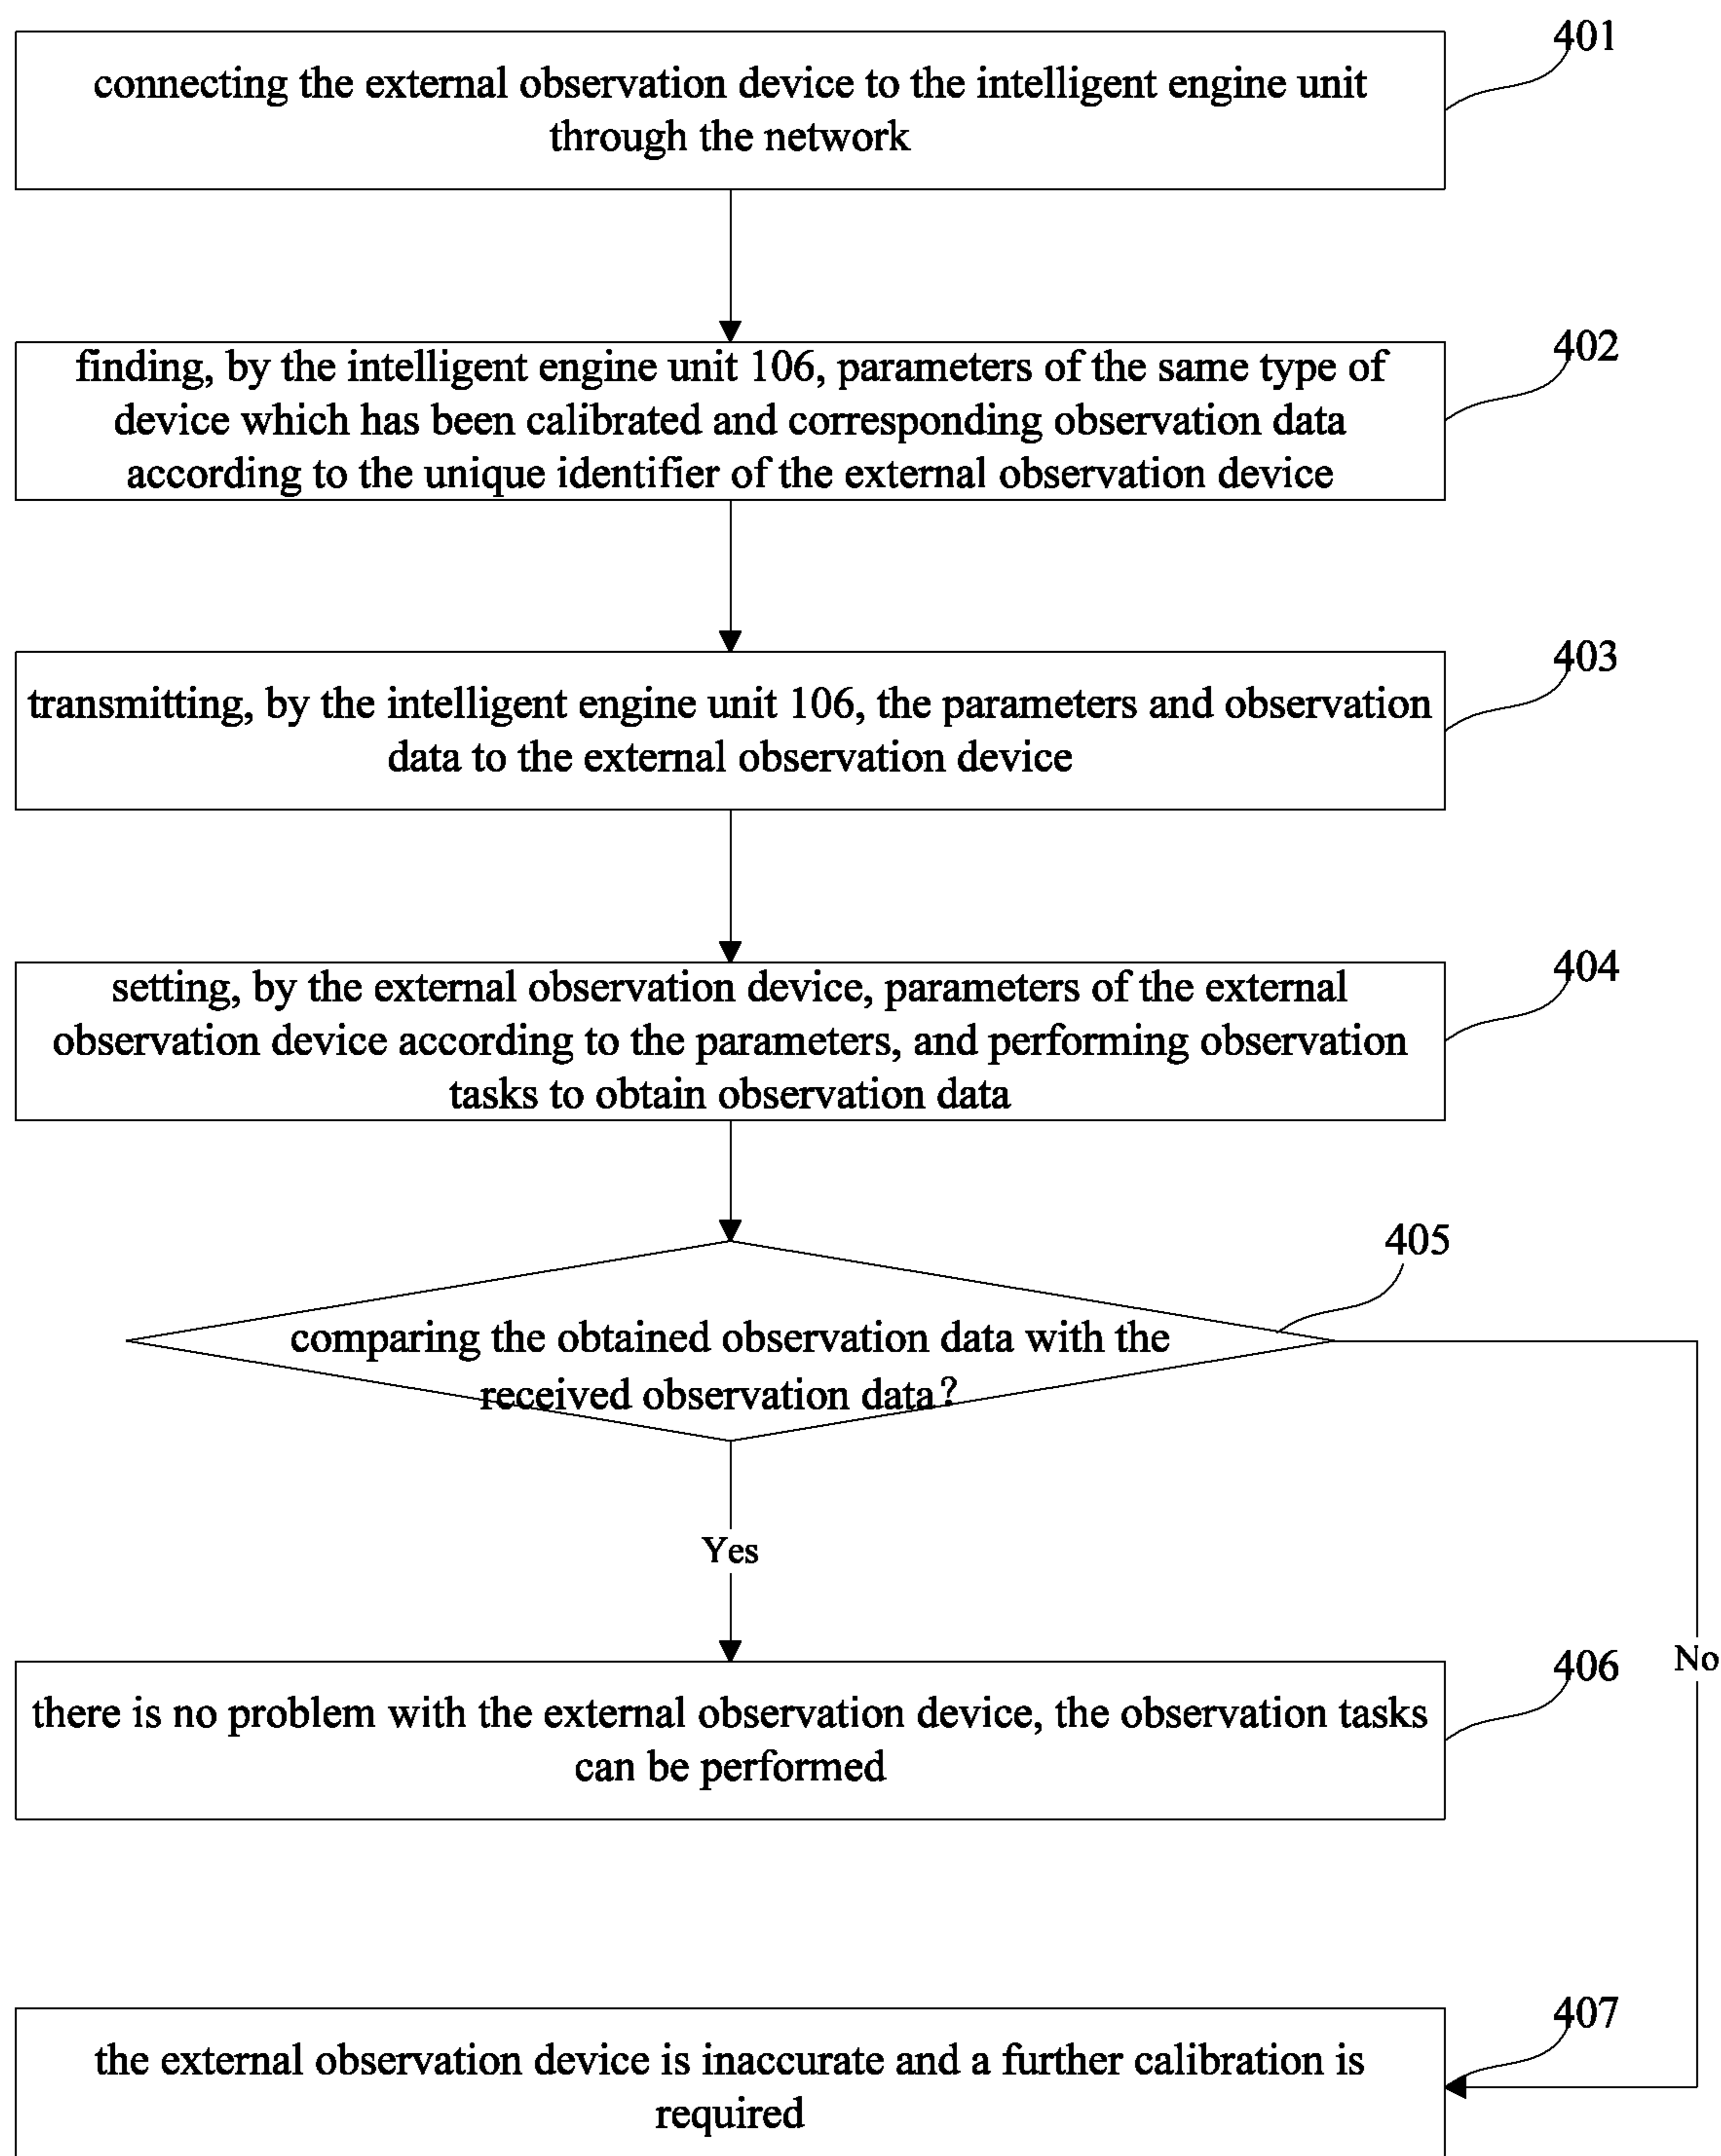 401
connecting the external observation device to the intelligent engine unit
through the network
402
finding, by the intelligent engine unit 106, parameters of the same type of
device which has been calibrated and corresponding observation data
according to the unique identifier of the external observation device
403
transmitting, by the intelligent engine unit 106, the parameters and observation
data to the external observation device
404
setting, by the external observation device, parameters of the external
observation device according to the parameters, and performing observation
tasks to obtain observation data
405
comparing the obtained observation data with the
received observation data?
Yes
No
406
there is no problem with the external observation device, the observation tasks
can be performed
407
the external observation device is inaccurate and a further calibration is
required